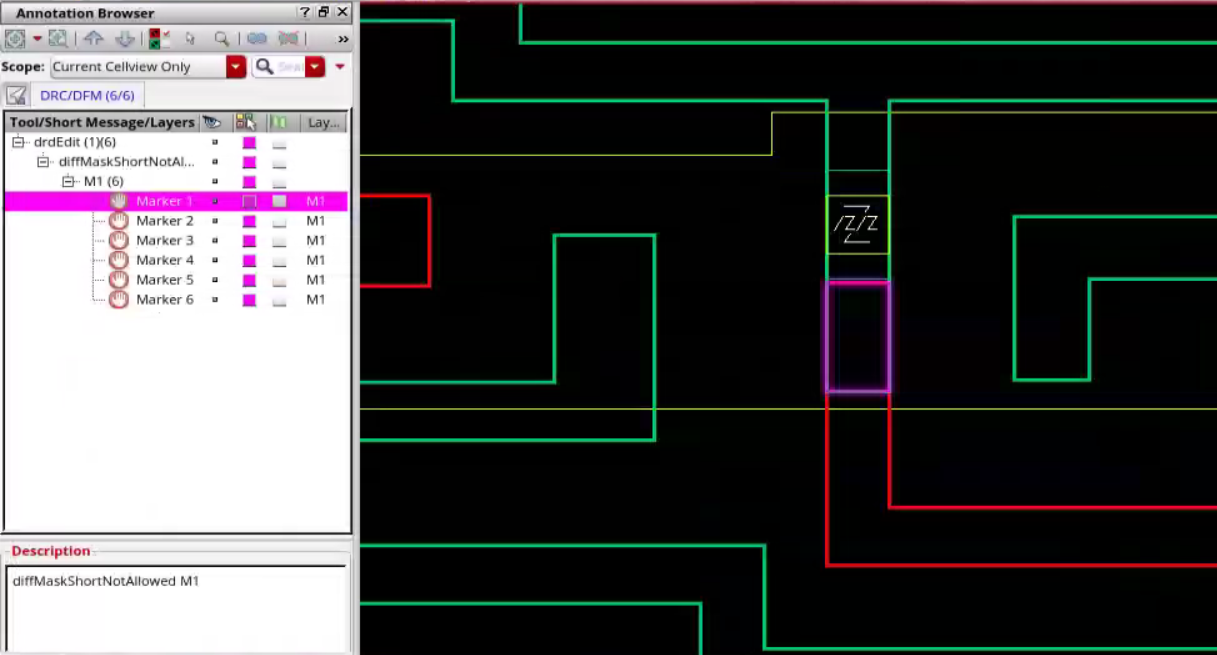 Annotation Browser
Scope: Current Cellview Only
DRC/DFM (6/6)
Tool/Short Message/Layers Lay...
drdEdit (1)(6)
diffMaskShortNotAl...
M1 (6)
Marker 1 M1
Marker 2 M1
Marker 3 M1
Marker 4 M1
Marker 5 M1
Marker 6 M1
Description
diffMaskShortNotAllowed M1